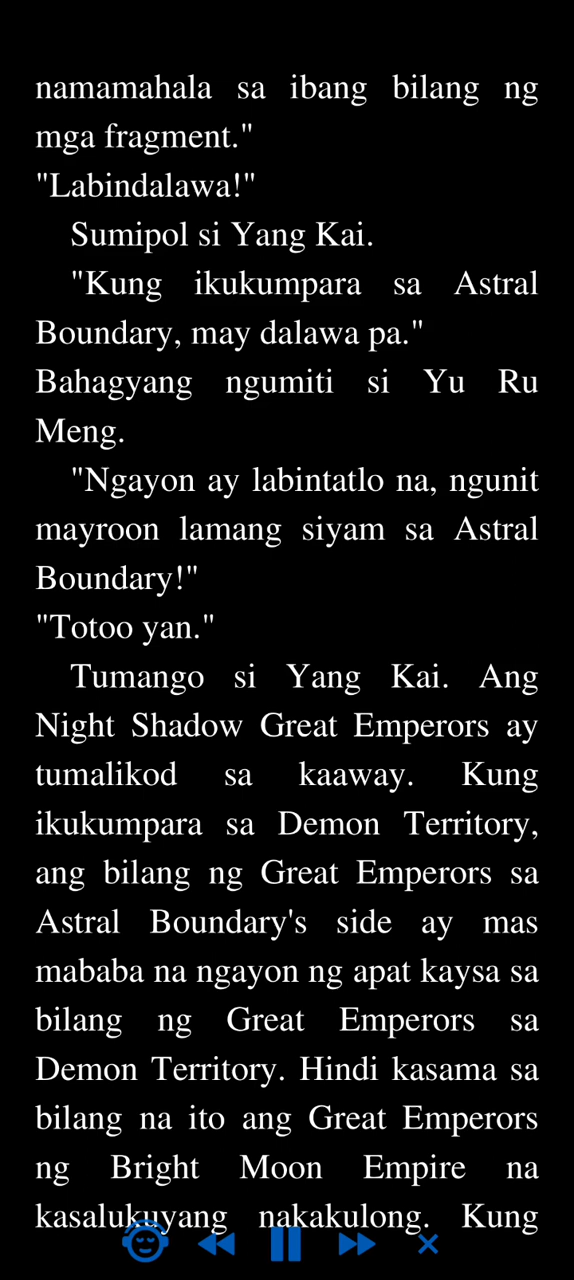 namamahala sa ibang bilang ng
mga fragment."
"Labindalawa!"
Sumipol si Yang Kai.
"Kung ikukumpara sa Astral
Boundary, may dalawa pa."
Bahagyang ngumiti si Yu Ru
Meng.
"Ngayon ay labintatlo na, ngunit
mayroon lamang siyam sa Astral
Boundary!"
"Totoo yan."
Tumango si Yang Kai. Ang
Night Shadow Great Emperors ay
tumalikod sa kaaway. Kung
ikukumpara sa Demon Territory,
ang bilang ng Great Emperors sa
Astral Boundary's side ay mas
mababa na ngayon ng apat kaysa sa
bilang ng Great Emperors sa
Demon Territory. Hindi kasama sa
bilang na ito ang Great Emperors
ng Bright Moon Empire na
kasalukuyang nakakulong. Kung